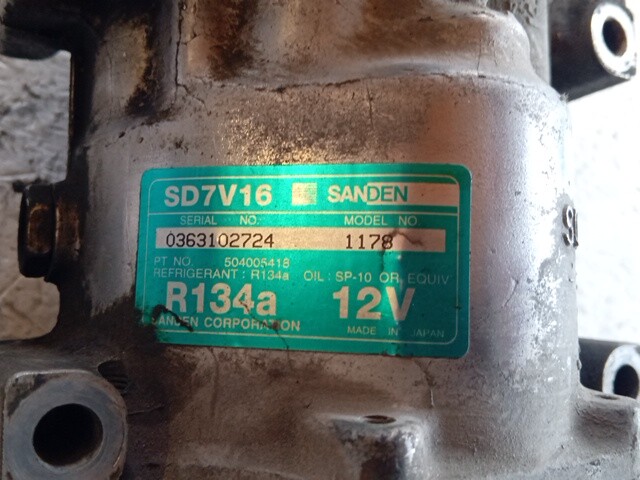 SD7V16 SANDEN
SERIAL NO. MODEL NO.
0363102724 1178
PT NO. 504005418
REFRIGERANT : R134a OIL : SP-10 OR EQUIV
R134a 12V
SANDEN CORPORATION MADE IN JAPAN